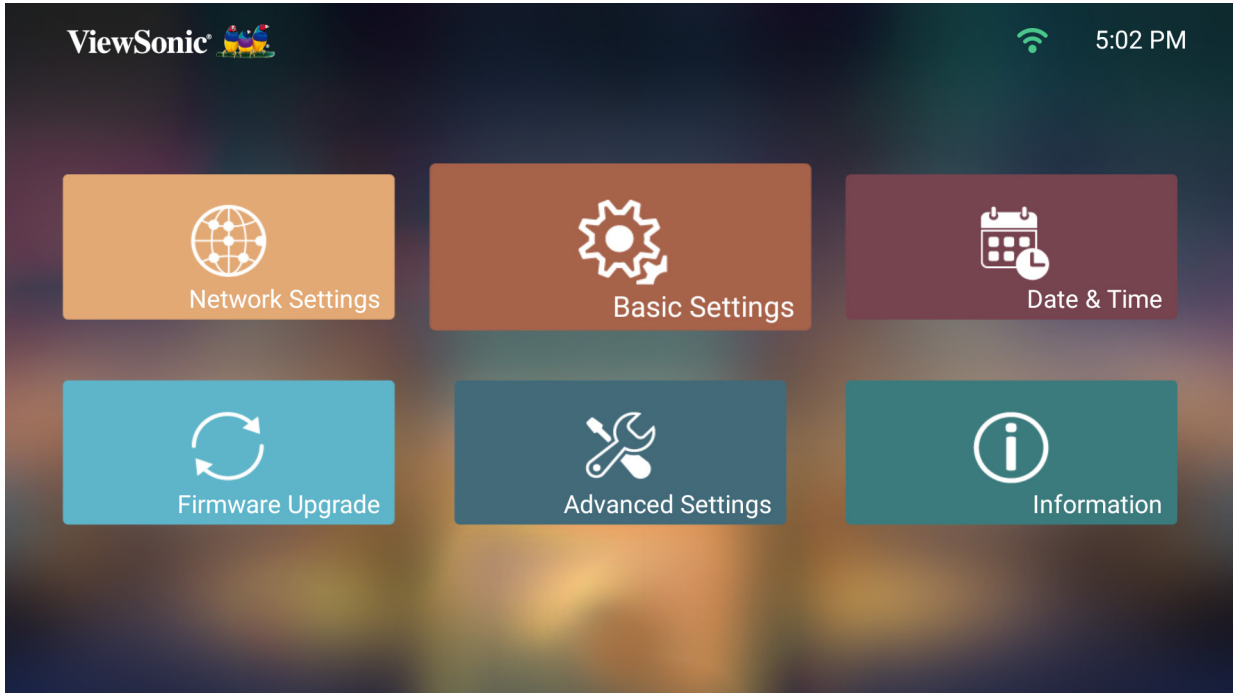 ViewSonic®
5:02 PM
Network Settings
Basic Settings
Date & Time
Firmware Upgrade
Advanced Settings
Information